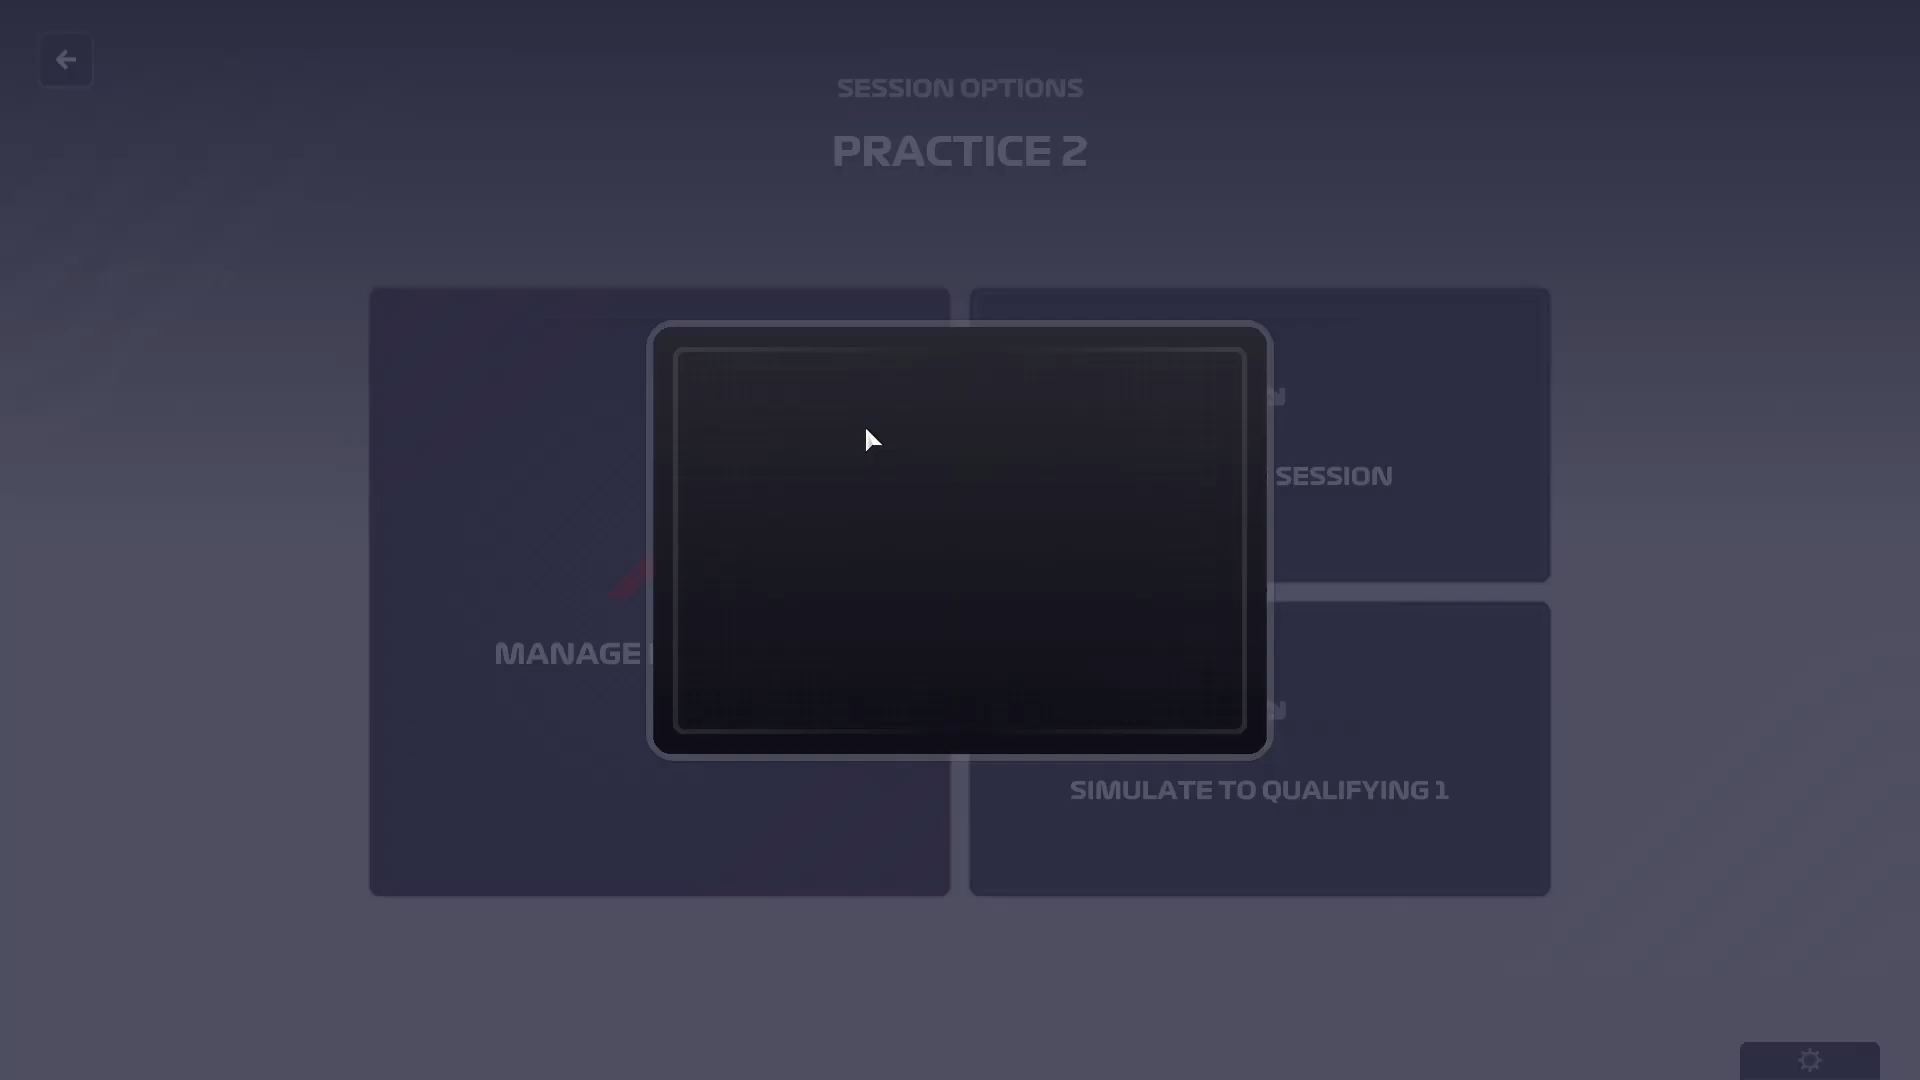 SESSION OPTIONS
PRACTICE 2
SESSION
MANAGE
SIMULATE TO QUALIFYING 1